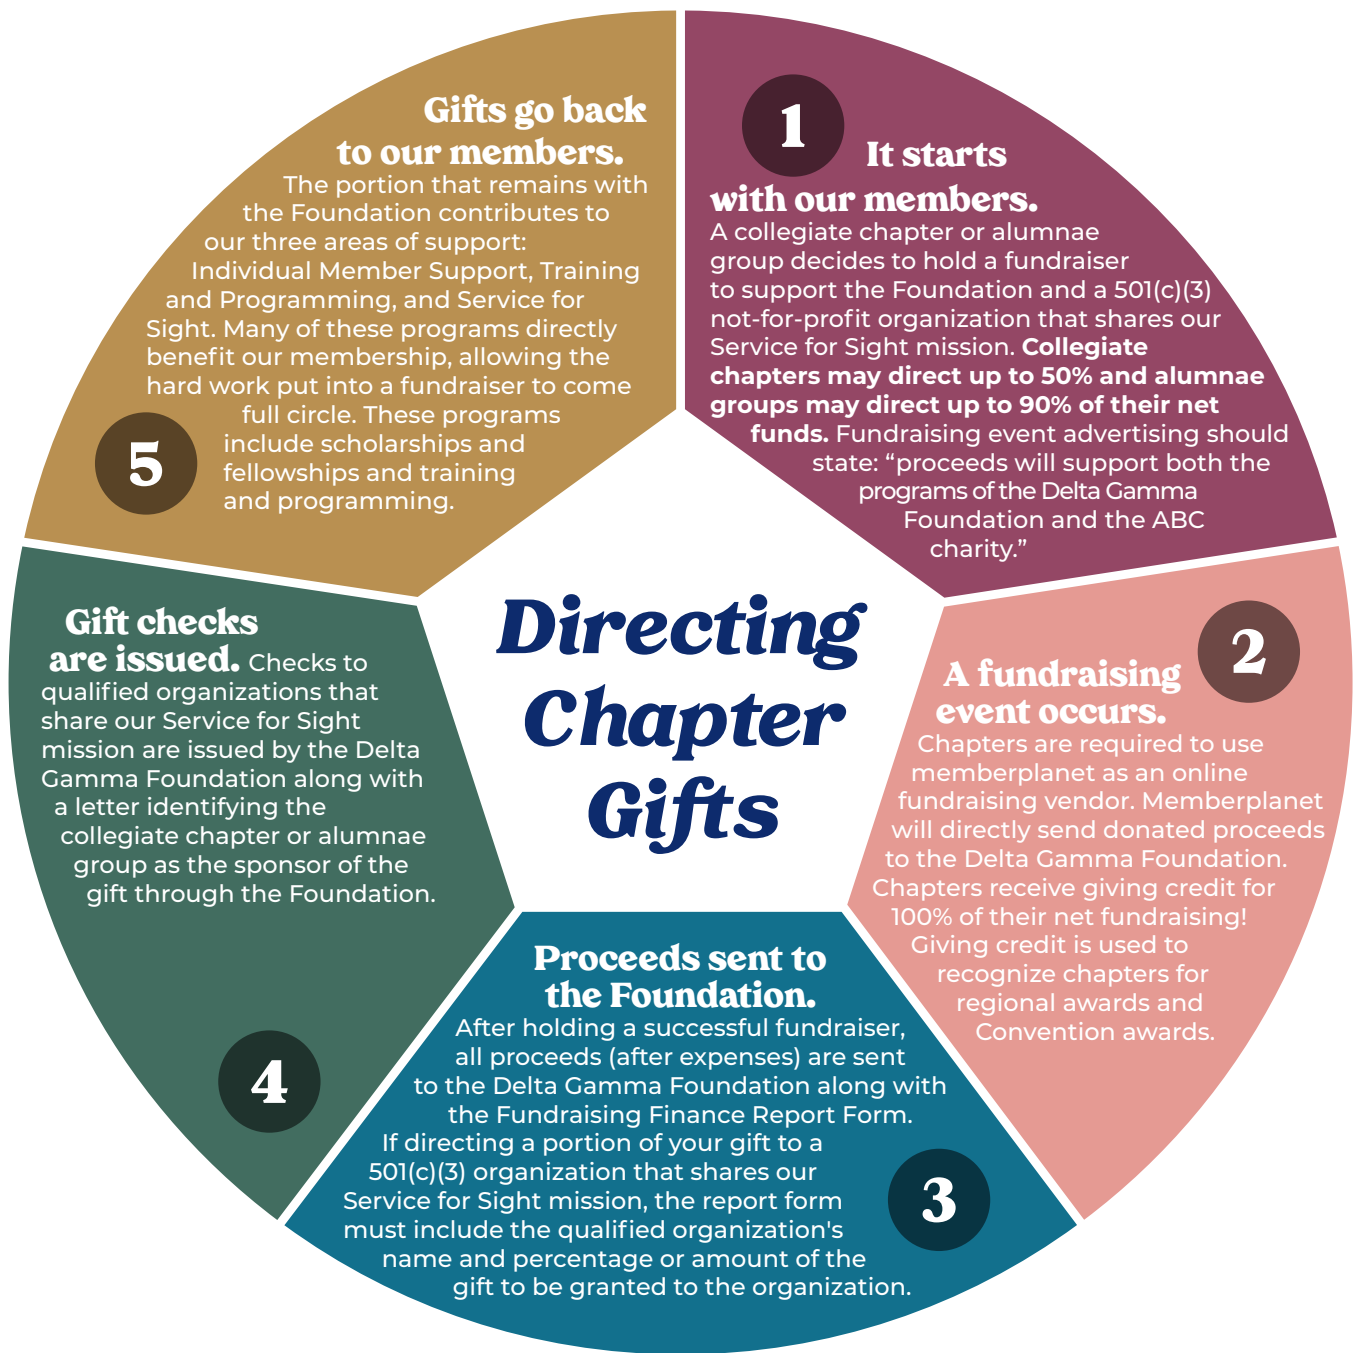 Directing
Chapter
Gifts
1
It starts
with our members.
A collegiate chapter or alumnae
group decides to hold a fundraiser
to support the Foundation and a 501(c)(3)
not-for-profit organization that shares our
Service for Sight mission. Collegiate
chapters may direct up to 50% and alumnae
groups may direct up to 90% of their net
funds. Fundraising event advertising should
state: “proceeds will support both the
programs of the Delta Gamma
Foundation and the ABC
charity.”
2
A fundraising
event occurs.
Chapters are required to use
memberplanet as an online
fundraising vendor. Memberplanet
will directly send donated proceeds
to the Delta Gamma Foundation.
Chapters receive giving credit for
100% of their net fundraising!
Giving credit is used to
recognize chapters for
regional awards and
Convention awards.
Proceeds sent to
the Foundation.
After holding a successful fundraiser,
all proceeds (after expenses) are sent
to the Delta Gamma Foundation along with
the Fundraising Finance Report Form.
If directing a portion of your gift to a
501(c)(3) organization that shares our
Service for Sight mission, the report form
must include the qualified organization's
name and percentage or amount of the
gift to be granted to the organization.
3
Gift checks
are issued. Checks to
qualified organizations that
share our Service for Sight
mission are issued by the Delta
Gamma Foundation along with
a letter identifying the
collegiate chapter or alumnae
group as the sponsor of the
gift through the Foundation.
4
Gifts go back
to our members.
The portion that remains with
the Foundation contributes to
our three areas of support:
Individual Member Support, Training
and Programming, and Service for
Sight. Many of these programs directly
benefit our membership, allowing the
hard work put into a fundraiser to come
full circle. These programs
include scholarships and
fellowships and training
and programming.
5